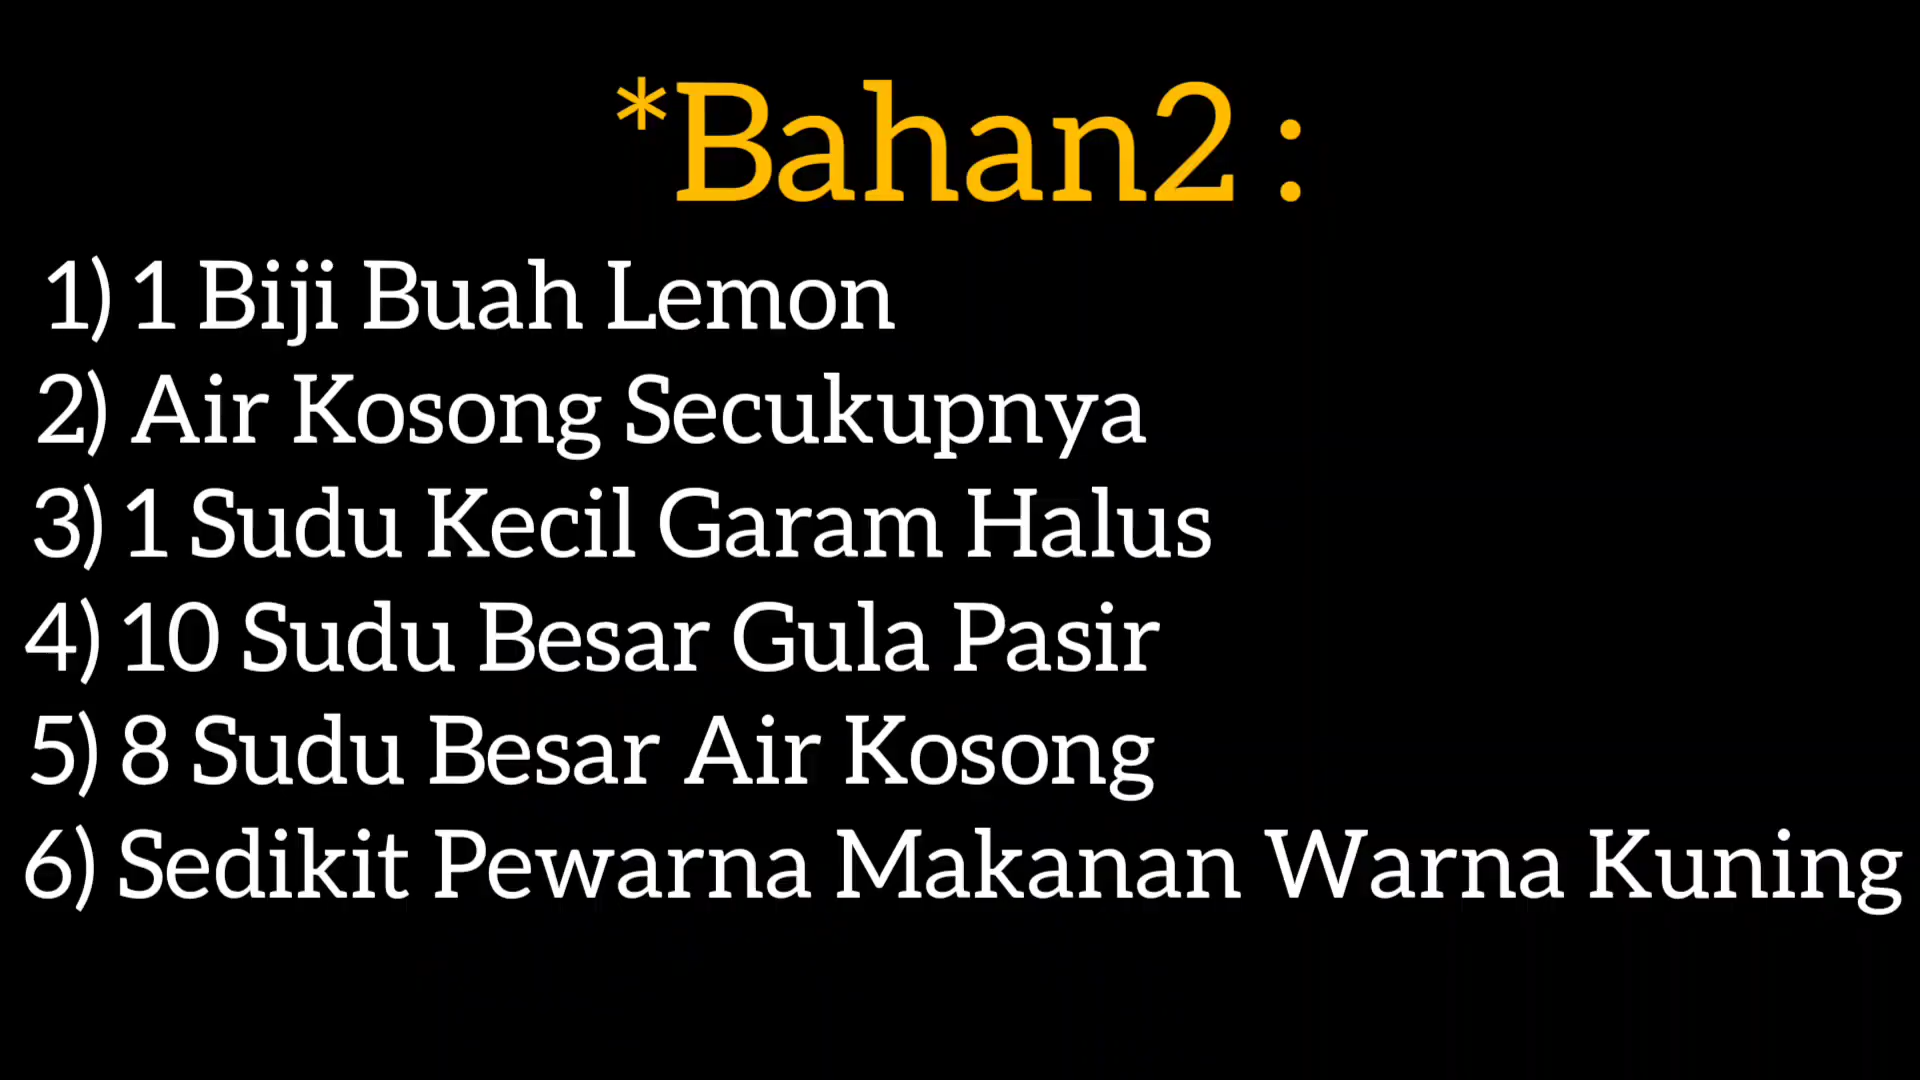 *Bahan2 :
1) 1 Biji Buah Lemon
2) Air Kosong Secukupnya
3) 1 Sudu Kecil Garam Halus
4) 10 Sudu Besar Gula Pasir
5) 8 Sudu Besar Air Kosong
6) Sedikit Pewarna Makanan Warna Kuning